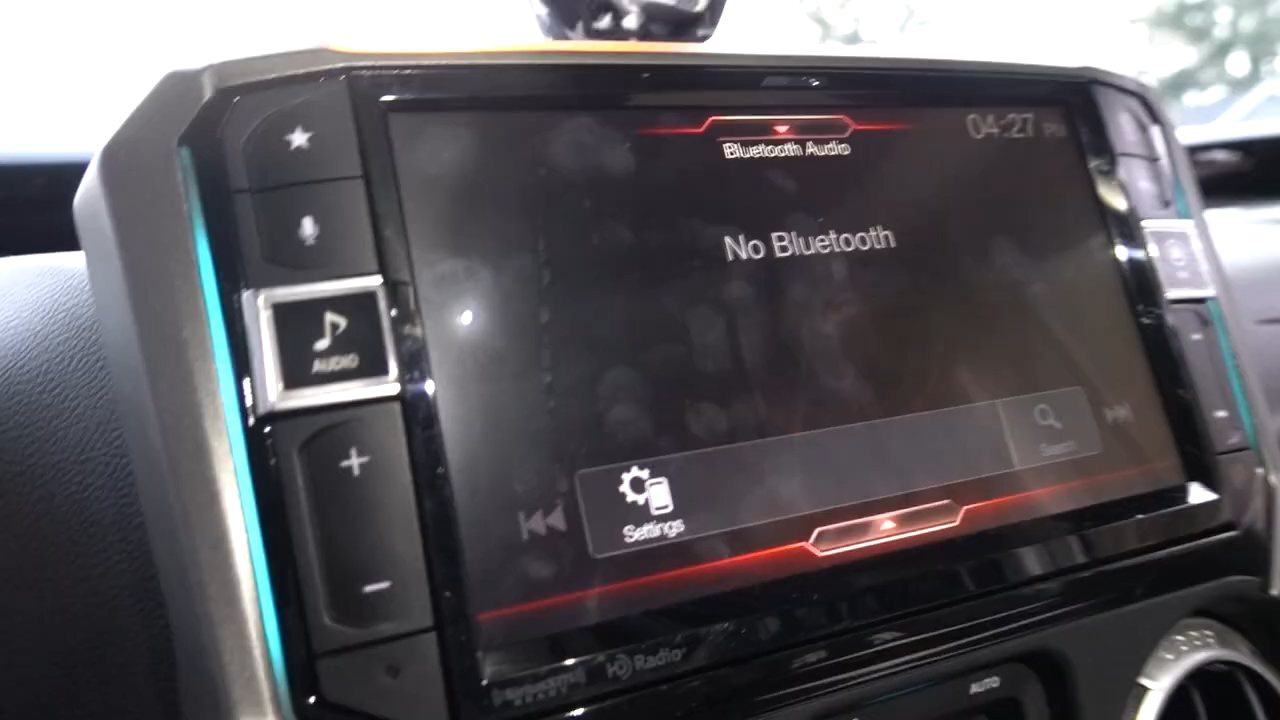 Bluetooth Audio
04:27 PM
No Bluetooth
AUDIO
Search
Settings
HD Radio
AUTO